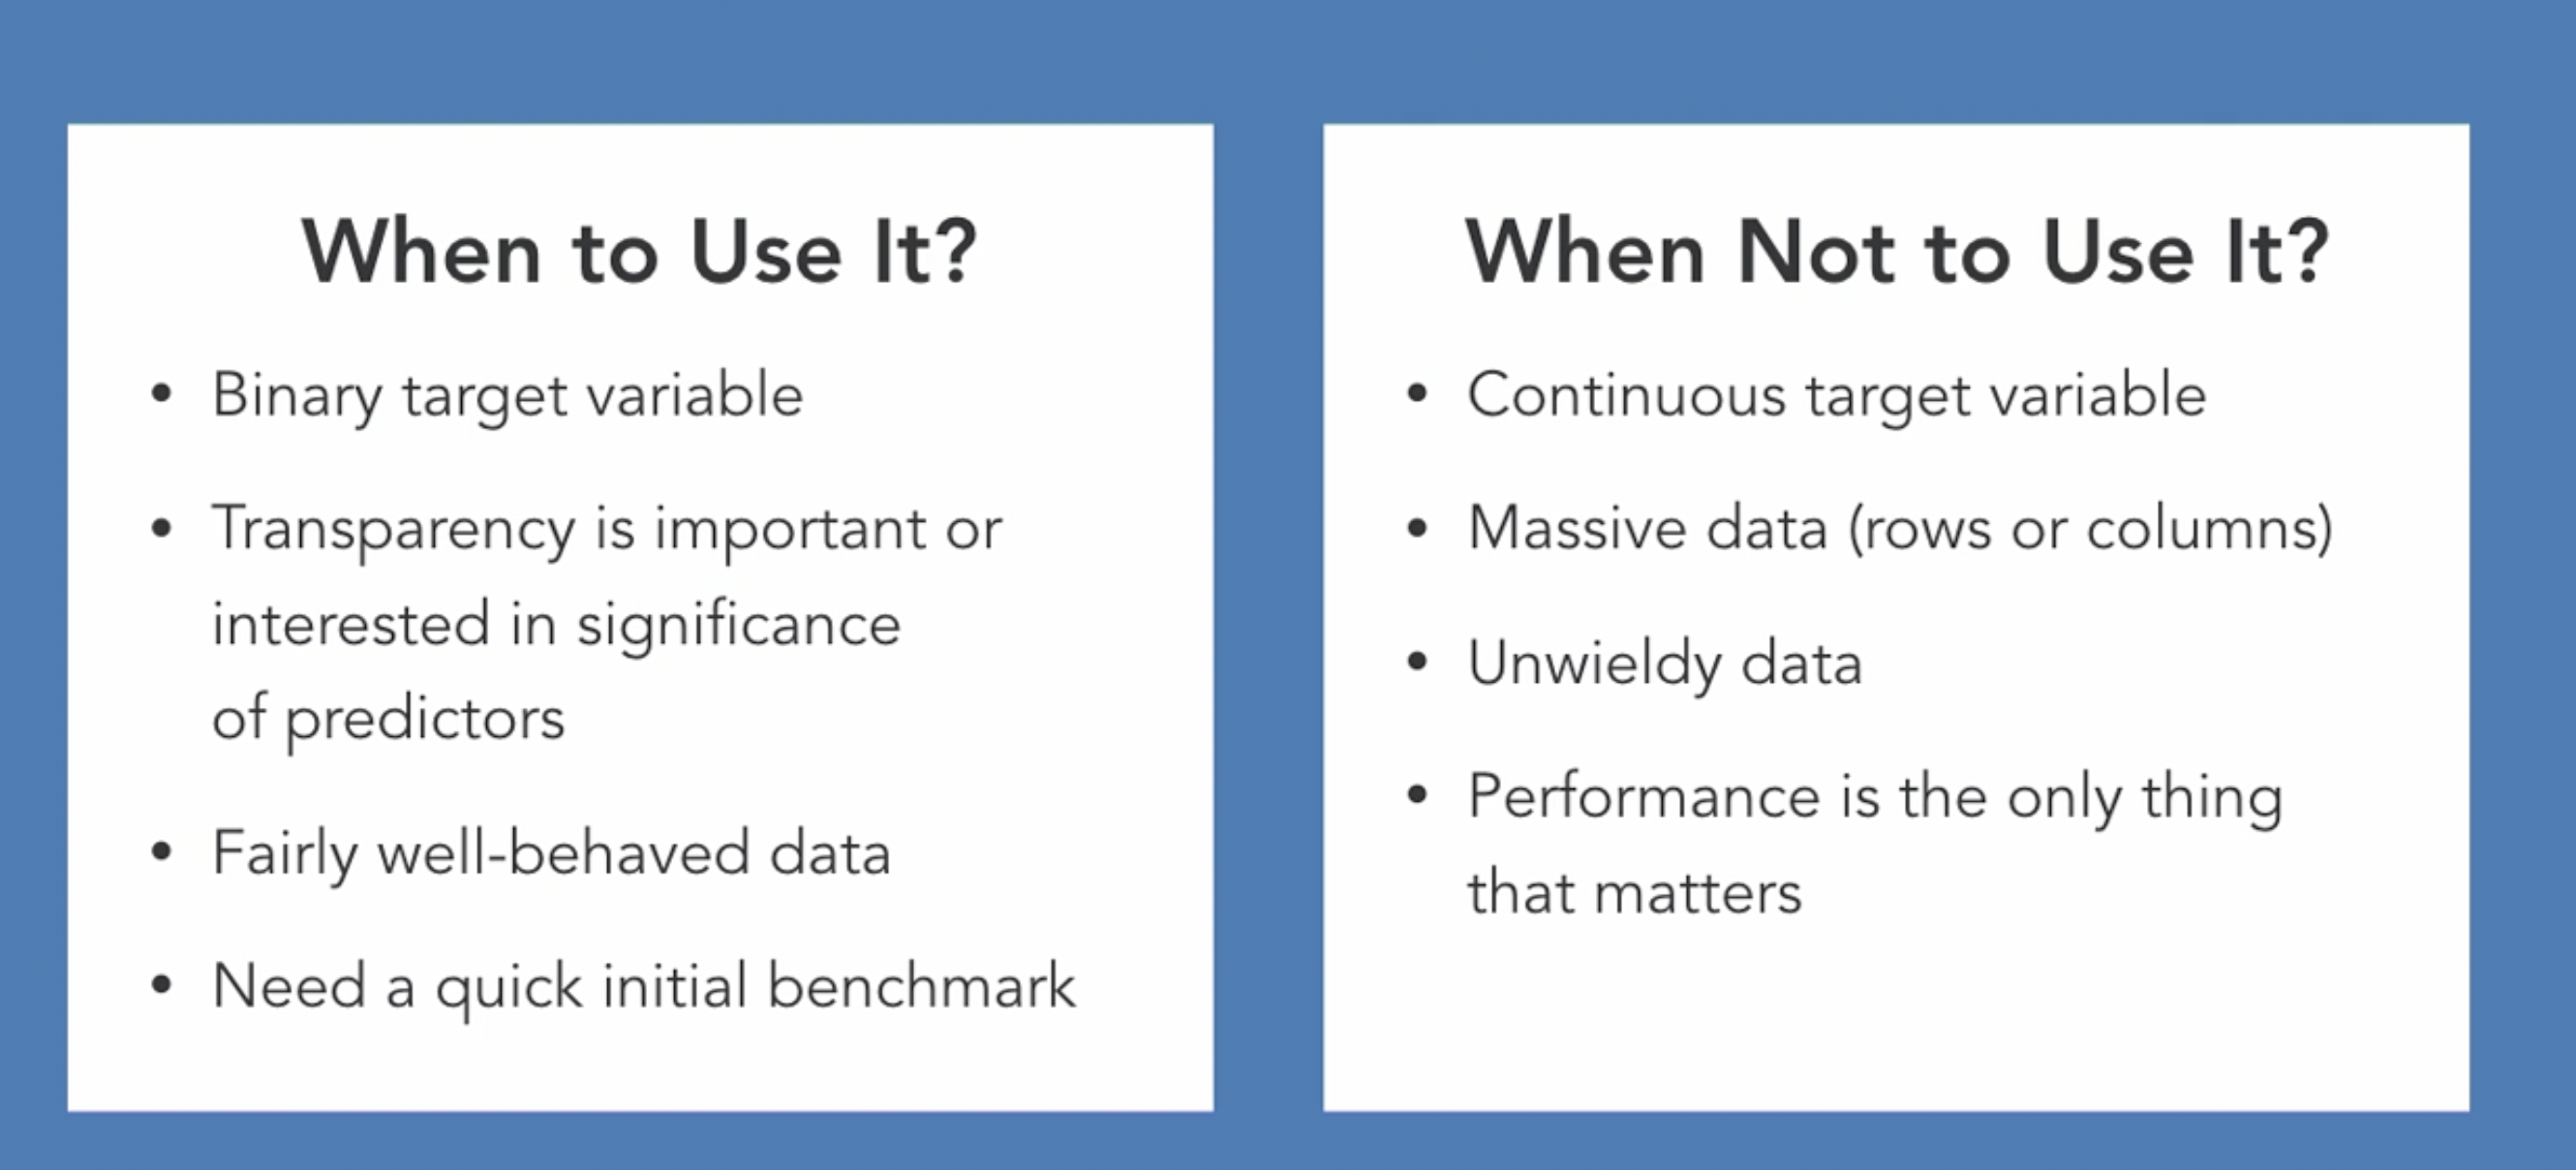 When to Use It?
• Binary target variable
• Transparency is important or
interested in significance
of predictors
• Fairly well-behaved data
• Need a quick initial benchmark
When Not to Use It?
• Continuous target variable
• Massive data (rows or columns)
• Unwieldy data
• Performance is the only thing
that matters